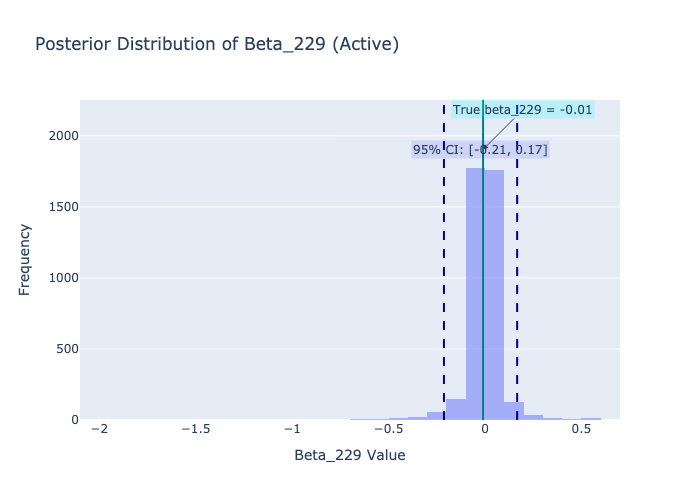 Posterior Distribution of Beta_229 (Active)
True beta_229 = -0.01
95% CI: [-0.21, 0.17]
2000
1500
1000
500
0
Frequency
−2
−1.5
−1
−0.5
0
0.5
Beta_229 Value